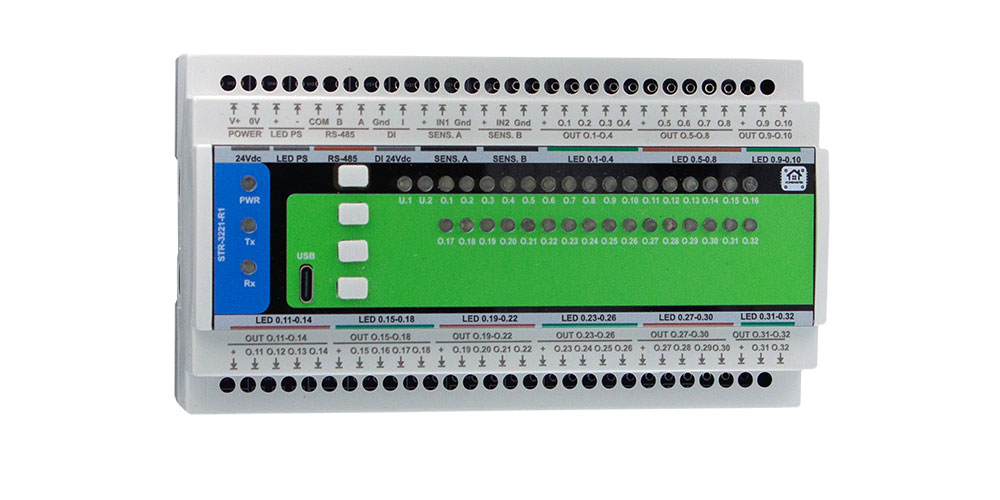 V+ 0V + - COM B A Gnd I + IN1 Gnd + IN2 Gnd + O.1 O.2 O.3 O.4 + O.5 O.6 O.7 O.8 + O.9 O.10
POWER LED PS RS-485 DI SENS. A SENS. B OUT O.1-O.4 OUT O.5-O.8 OUT O.9-O.10
24Vdc LED PS RS-485 DI 24Vdc SENS. A SENS. B LED 0.1-0.4 LED 0.5-0.8 LED 0.9-0.10
PWR
Tx
Rx
STR-3221-R1
USB
U.1 U.2 O.1 O.2 O.3 O.4 O.5 O.6 O.7 O.8 O.9 O.10 O.11 O.12 O.13 O.14 O.15 O.16
O.17 O.18 O.19 O.20 O.21 O.22 O.23 O.24 O.25 O.26 O.27 O.28 O.29 O.30 O.31 O.32
LED 0.11-0.14 LED 0.15-0.18 LED 0.19-0.22 LED 0.23-0.26 LED 0.27-0.30 LED 0.31-0.32
OUT O.11-O.14 OUT O.15-O.18 OUT O.19-O.22 OUT O.23-O.26 OUT O.27-O.30 OUT O.31-O.32
+ O.11 O.12 O.13 O.14 + O.15 O.16 O.17 O.18 + O.19 O.20 O.21 O.22 + O.23 O.24 O.25 O.26 + O.27 O.28 O.29 O.30 + O.31 O.32